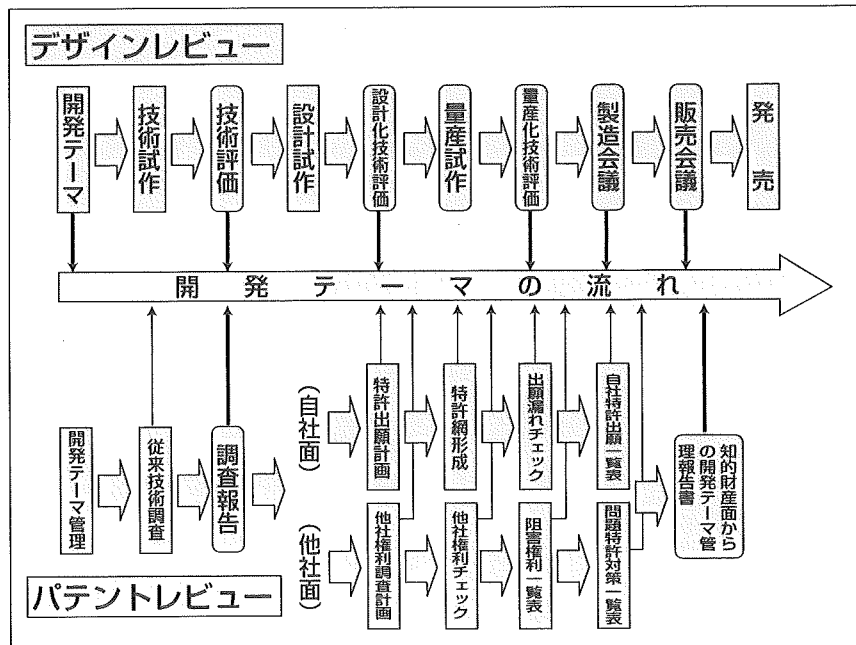 デザインレビュー
開発テーマ
技術試作
技術評価
設計試作
設計化技術評価
量産試作
量産化技術評価
製造会議
販売会議
発売
開発テーマの流れ
開発テーマ管理
従来技術調査
調査報告
(自社面)
特許出願計画
特許網形成
出願漏れチェック
自社特許出願一覧表
(他社面)
他社権利調査計画
他社権利チェック
阻害権利一覧表
問題特許対策一覧表
知的財産面から
の開発テーマ管
理報告書
パテントレビュー